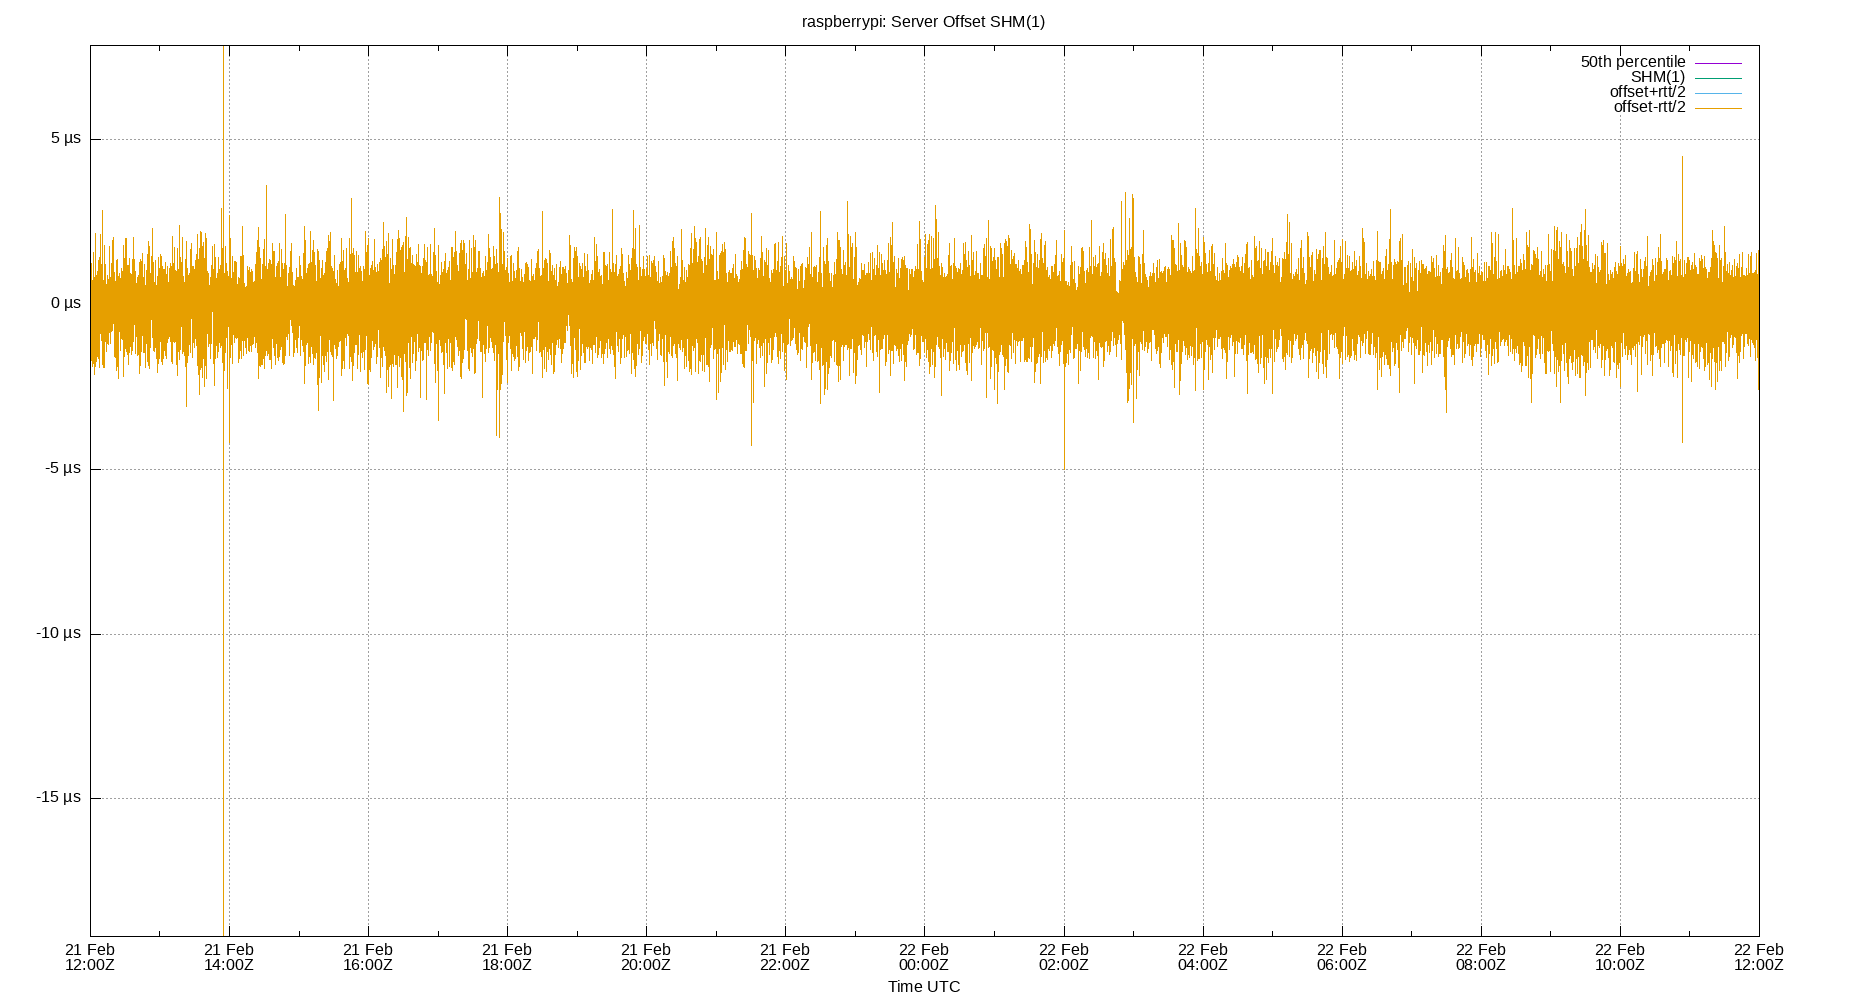 raspberrypi: Server Offset SHM(1)
50th percentile
SHM(1)
offset+rtt/2
offset-rtt/2
5 µs
0 µs
-5 µs
-10 µs
-15 µs
21 Feb 21 Feb 21 Feb 21 Feb 21 Feb 21 Feb 22 Feb 22 Feb 22 Feb 22 Feb 22 Feb 22 Feb 22 Feb
12:00Z 14:00Z 16:00Z 18:00Z 20:00Z 22:00Z 00:00Z 02:00Z 04:00Z 06:00Z 08:00Z 10:00Z 12:00Z
Time UTC